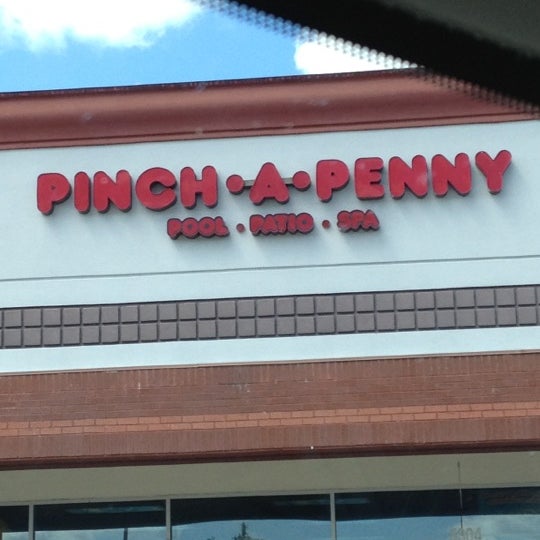 PINCH•A•PENNY
POOL • PATIO • SPA